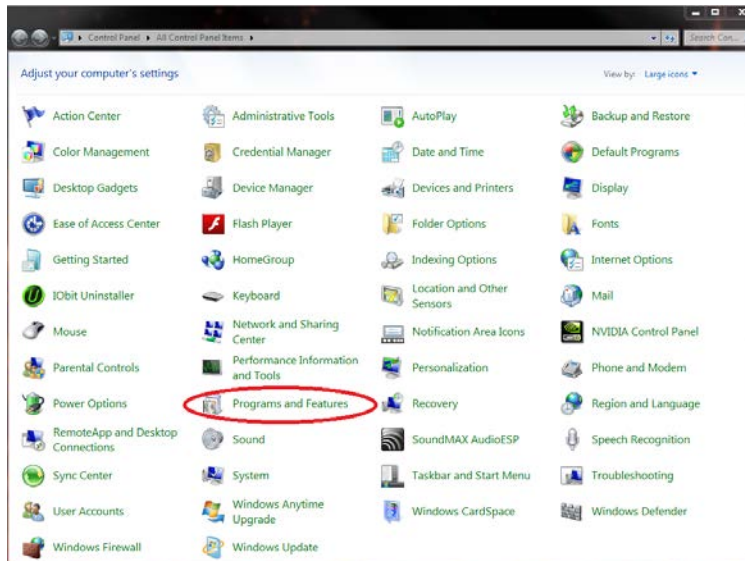 Control Panel ▸ All Control Panel Items ▸
Search Con...
Adjust your computer's settings
View by: Large icons
Action Center
Administrative Tools
AutoPlay
Backup and Restore
Color Management
Credential Manager
Date and Time
Default Programs
Desktop Gadgets
Device Manager
Devices and Printers
Display
Ease of Access Center
Flash Player
Folder Options
Fonts
Getting Started
HomeGroup
Indexing Options
Internet Options
IObit Uninstaller
Keyboard
Location and Other
Sensors
Mail
Mouse
Network and Sharing
Center
Notification Area Icons
NVIDIA Control Panel
Parental Controls
Performance Information
and Tools
Personalization
Phone and Modem
Power Options
Programs and Features
Recovery
Region and Language
RemoteApp and Desktop
Connections
Sound
SoundMAX AudioESP
Speech Recognition
Sync Center
System
Taskbar and Start Menu
Troubleshooting
User Accounts
Windows Anytime
Upgrade
Windows CardSpace
Windows Defender
Windows Firewall
Windows Update